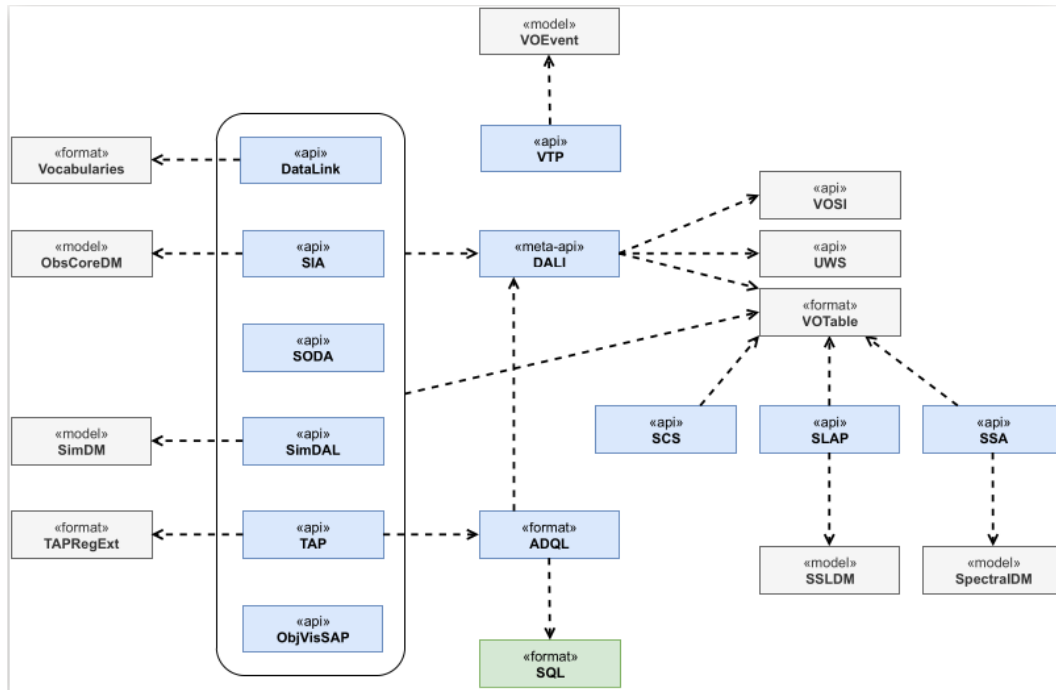 «model»
VOEvent
«format»
Vocabularies
«api»
DataLink
«api»
VTP
«api»
VOSI
«model»
ObsCoreDM
«api»
SIA
«meta-api»
DALI
«api»
UWS
«format»
VOTable
«api»
SODA
«model»
SimDM
«api»
SimDAL
«api»
SCS
«api»
SLAP
«api»
SSA
«format»
TAPRegExt
«api»
TAP
«format»
ADQL
«model»
SSLDM
«model»
SpectralDM
«api»
ObjVisSAP
«format»
SQL